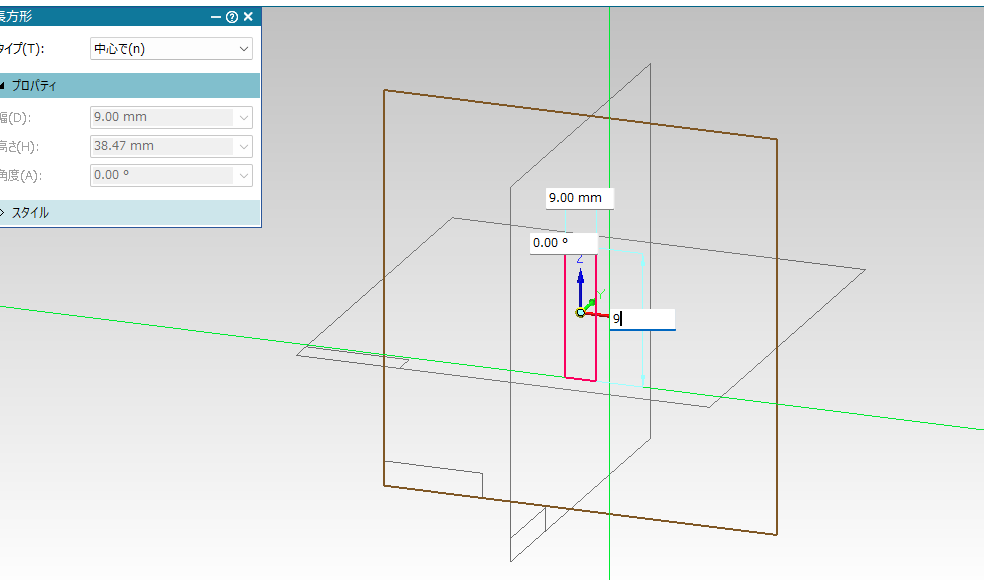 長方形
タイプ(T):
中心で(n)
プロパティ
幅(D):
9.00 mm
高さ(H):
38.47 mm
角度(A):
0.00 °
スタイル
9.00 mm
0.00 °
Z
Y
9